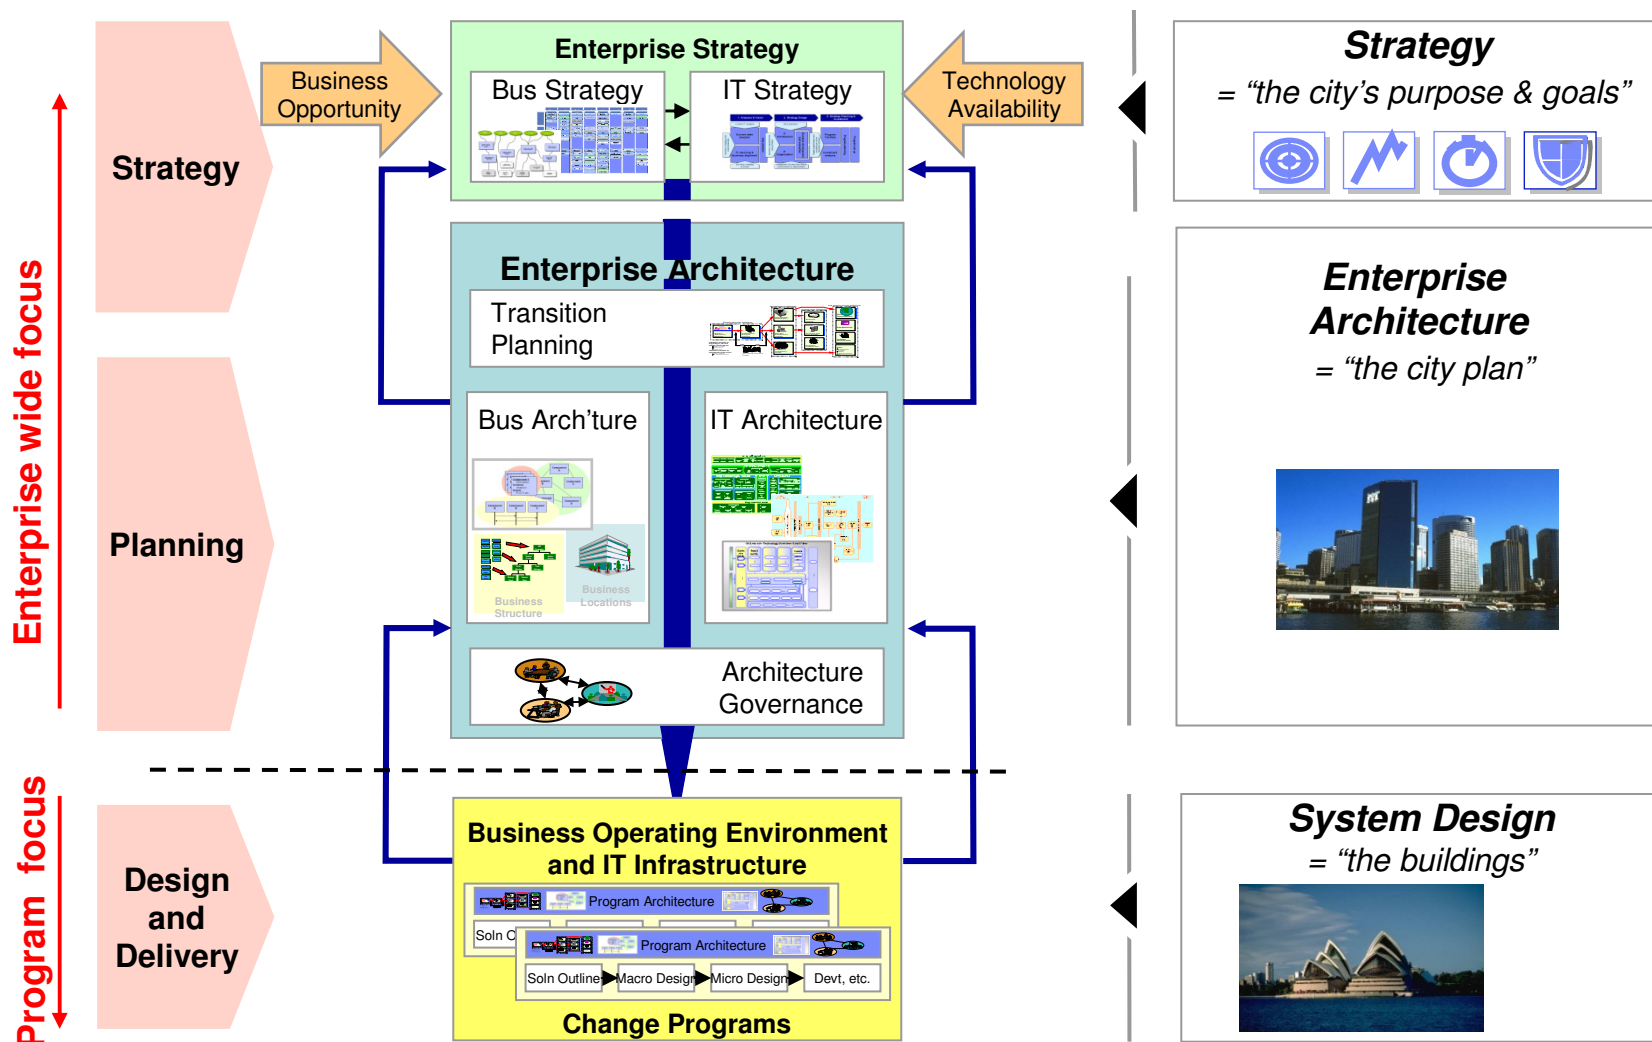 Enterprise wide focus
Program focus
Strategy
Planning
Design
and
Delivery
Business
Opportunity
Enterprise Strategy
Bus Strategy
IT Strategy
Technology
Availability
Enterprise Architecture
Transition
Planning
Bus Arch’ture
IT Architecture
Business
Structure
Business
Locations
Architecture
Governance
Business Operating Environment
and IT Infrastructure
Program Architecture
Soln O
Program Architecture
Soln Outline
Macro Design
Micro Design
Devt, etc.
Change Programs
Strategy
= “the city’s purpose & goals”
Enterprise
Architecture
= “the city plan”
System Design
= “the buildings”